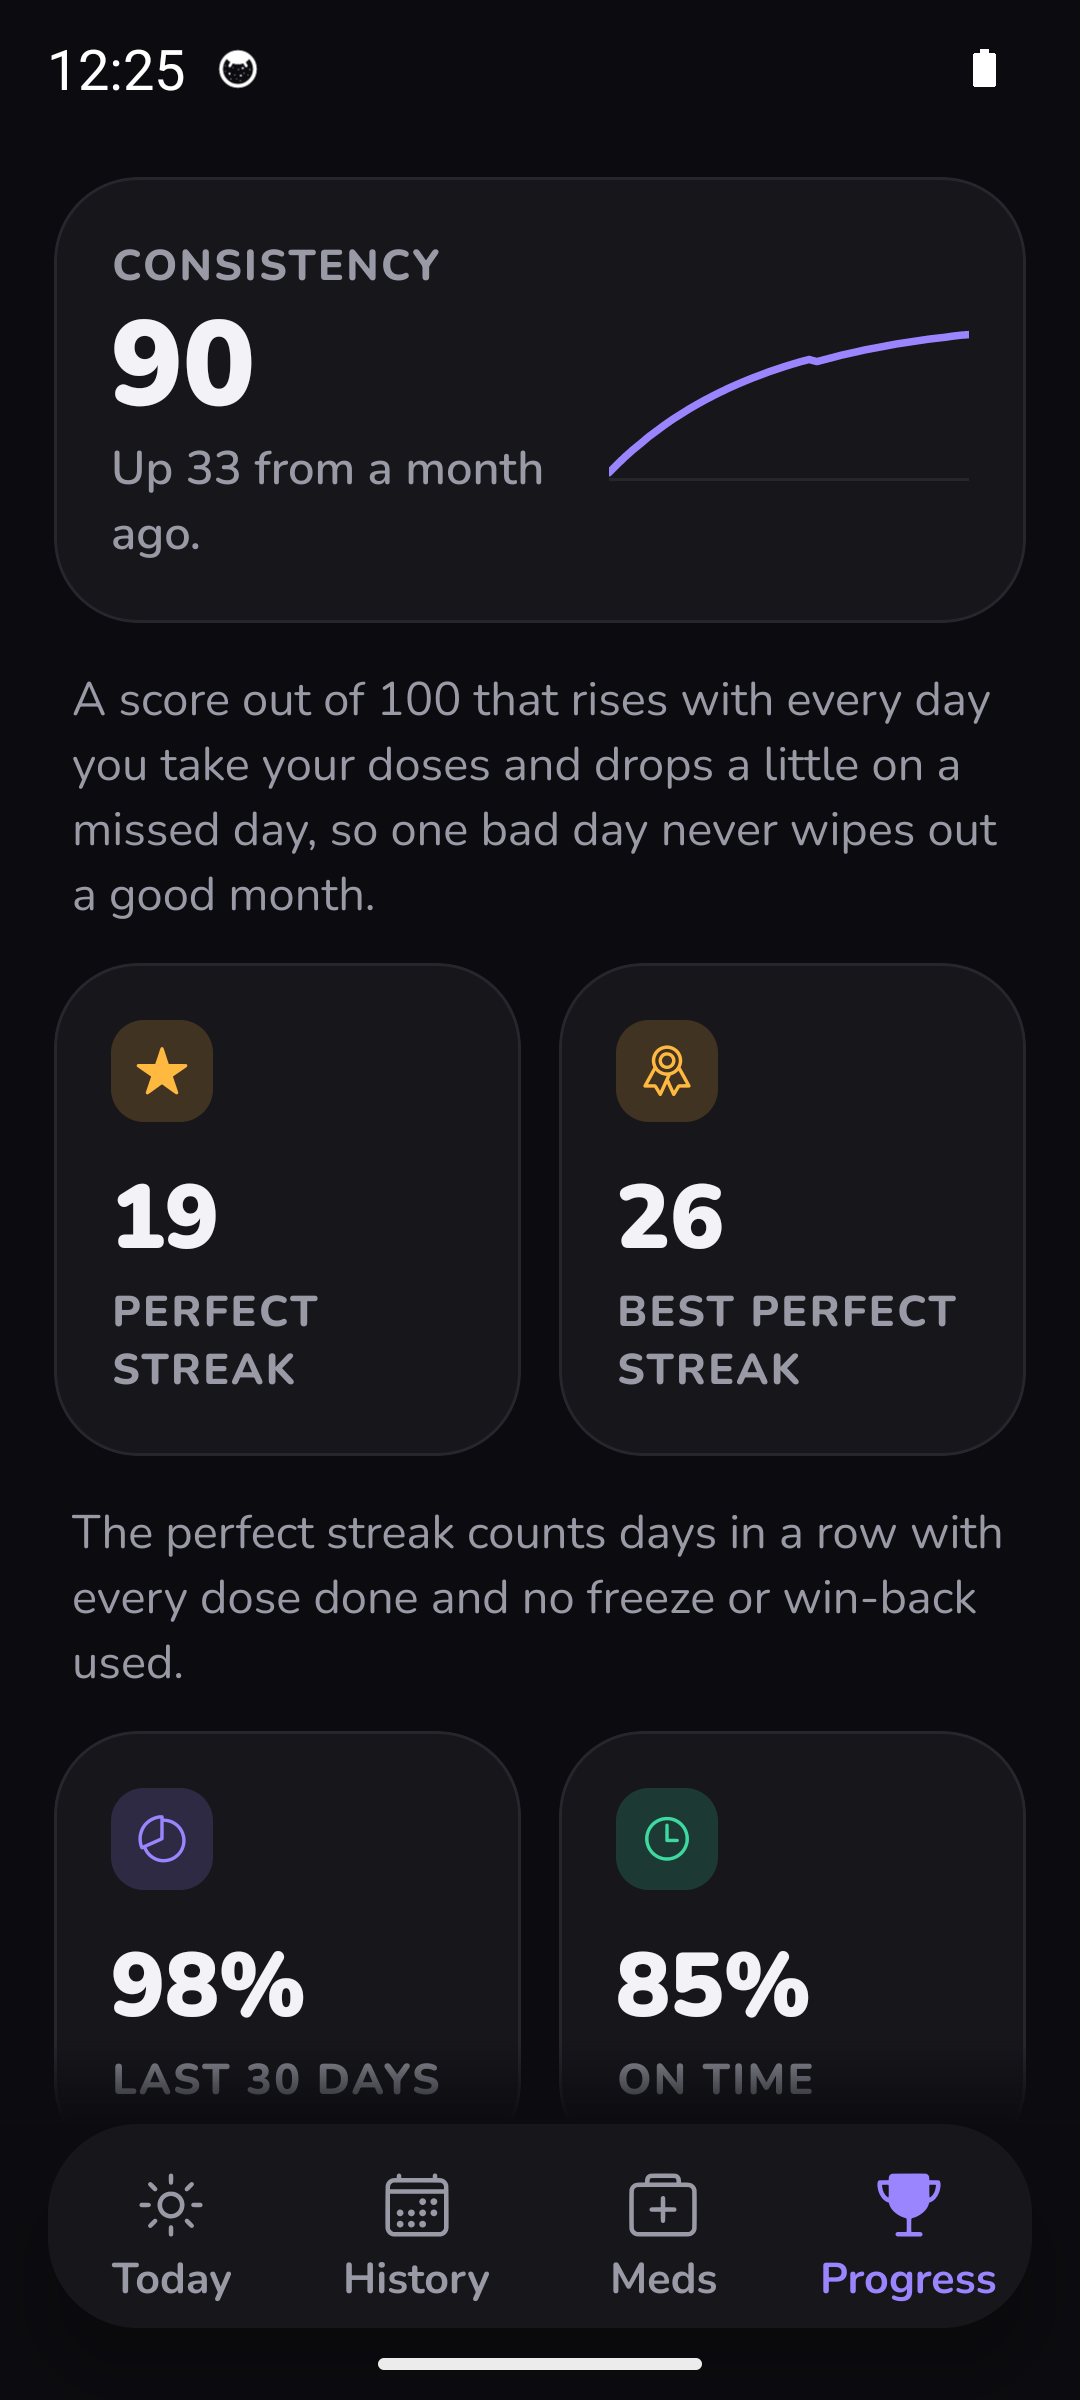 12:25
CONSISTENCY
90
Up 33 from a month
ago.
A score out of 100 that rises with every day
you take your doses and drops a little on a
missed day, so one bad day never wipes out
a good month.
19
PERFECT
STREAK
26
BEST PERFECT
STREAK
The perfect streak counts days in a row with
every dose done and no freeze or win-back
used.
98%
LAST 30 DAYS
85%
ON TIME
Today
History
Meds
Progress